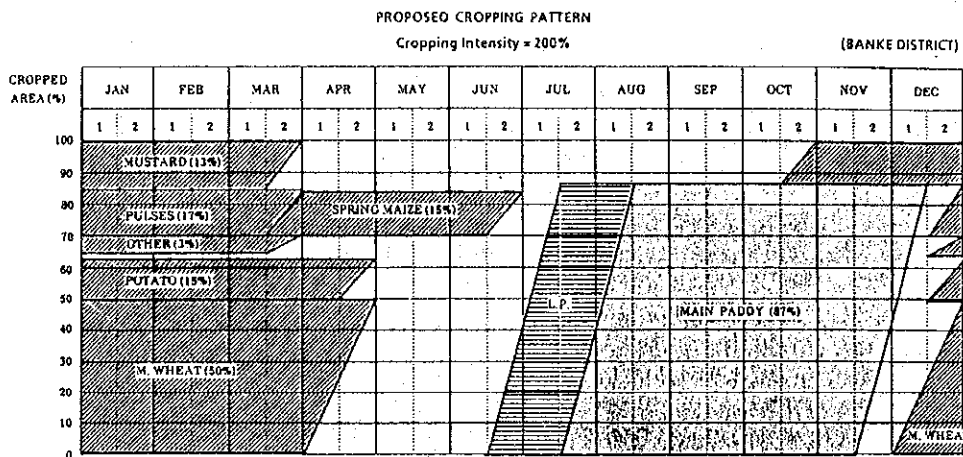 PROPOSED CROPPING PATTERN
Cropping Intensity = 200%
(BANKE DISTRICT)
CROPPED AREA (%)
JAN FEB MAR APR MAY JUN JUL AUG SEP OCT NOV DEC
1 2 1 2 1 2 1 2 1 2 1 2 1 2 1 2 1 2 1 2 1 2 1 2
100
90
80
70
60
50
40
30
20
10
0
MUSTARD (13%)
PULSES (17%)
SPRING MAIZE (15%)
OTHER (3%)
POTATO (15%)
L.P.
MAIN PADDY (87%)
M. WHEAT (50%)
M. WHEA